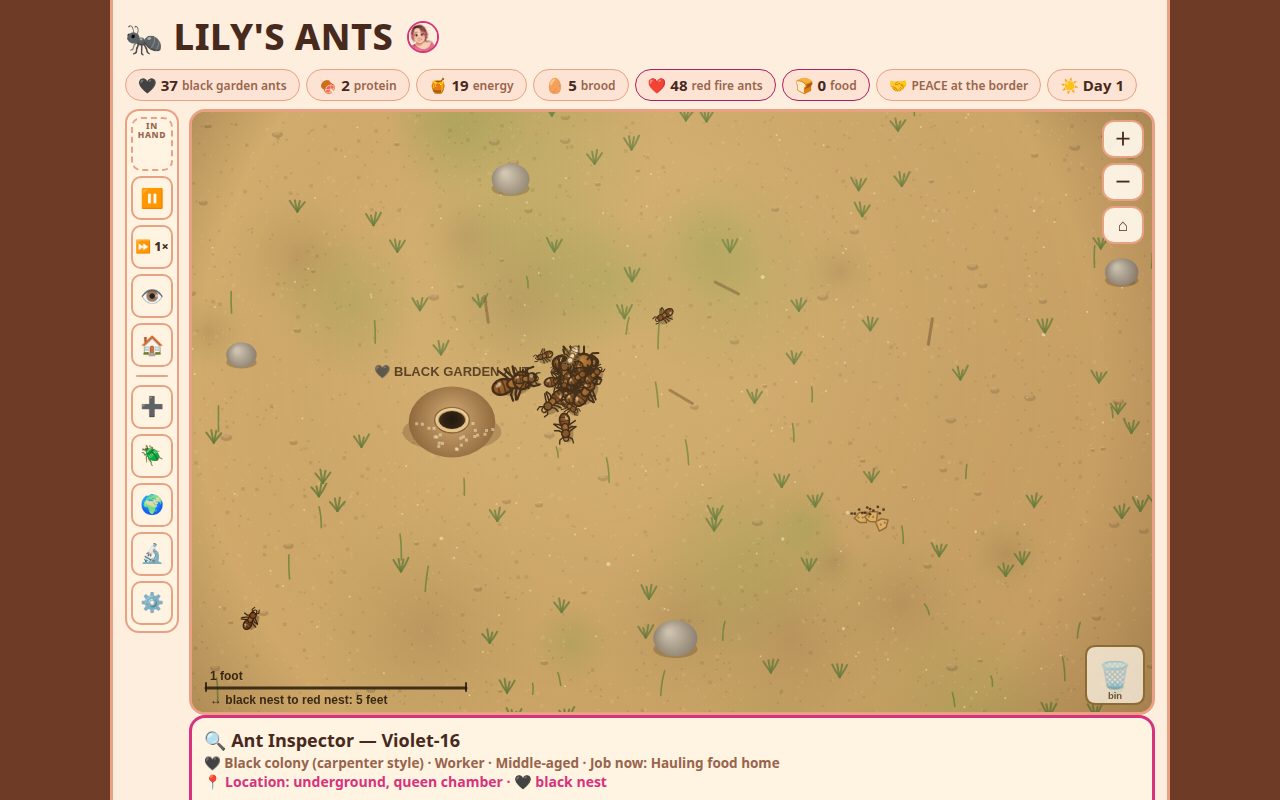 LILY'S ANTS
37 black garden ants
2 protein
19 energy
5 brood
48 red fire ants
0 food
PEACE at the border
Day 1
IN HAND
1×
BLACK GARDEN
1 foot
↔ black nest to red nest: 5 feet
bin
Ant Inspector — Violet-16
Black colony (carpenter style) · Worker · Middle-aged · Job now: Hauling food home
Location: underground, queen chamber · black nest